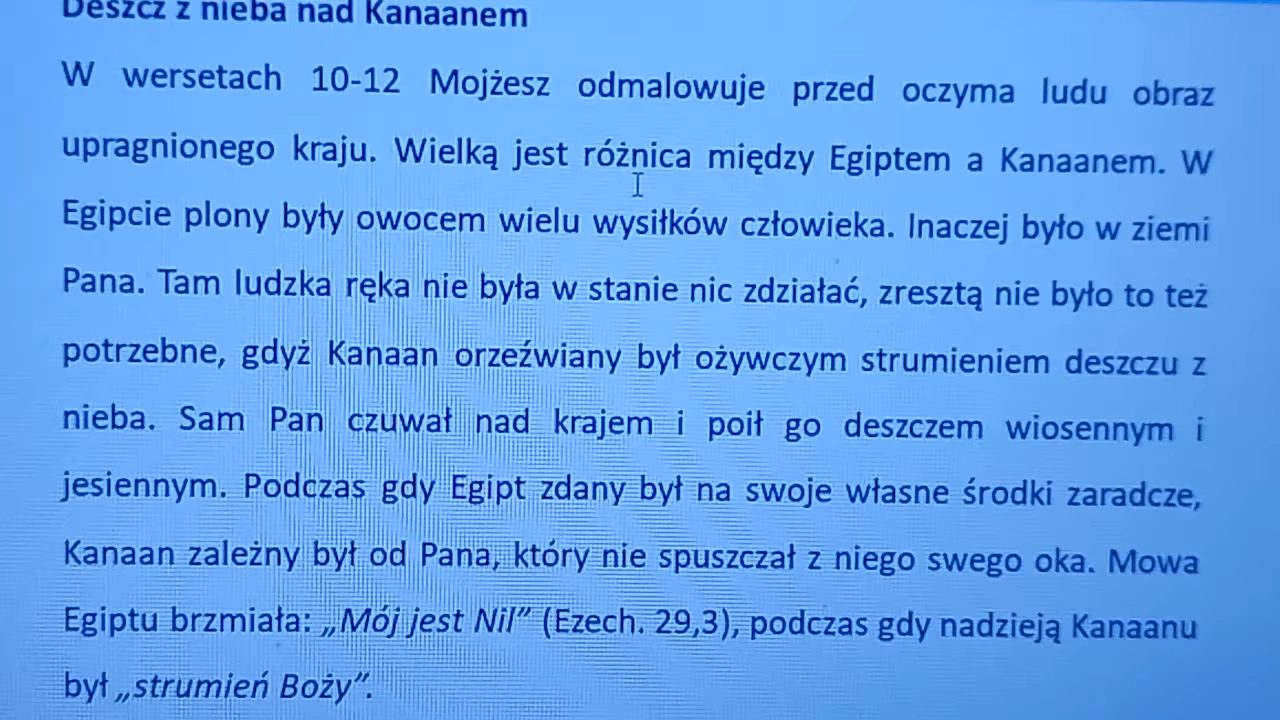 Deszcz z nieba nad Kanaanem
W wersetach 10-12 Mojżesz odmalowuje przed oczyma ludu obraz
upragnionego kraju. Wielką jest różnica między Egiptem a Kanaanem. W
Egipcie plony były owocem wielu wysiłków człowieka. Inaczej było w ziemi
Pana. Tam ludzka ręka nie była w stanie nic zdziałać, zresztą nie było to też
potrzebne, gdyż Kanaan orzeźwiany był ożywczym strumieniem deszczu z
nieba. Sam Pan czuwał nad krajem i poił go deszczem wiosennym i
jesiennym. Podczas gdy Egipt zdany był na swoje własne środki zaradcze,
Kanaan zależny był od Pana, który nie spuszczał z niego swego oka. Mowa
Egiptu brzmiała: „Mój jest Nil” (Ezech. 29,3), podczas gdy nadzieją Kanaanu
był „strumień Boży”.